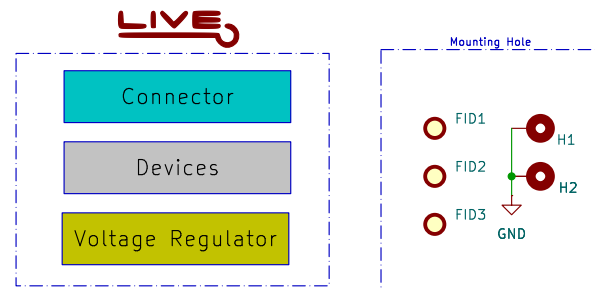 LIVE
Connector
Devices
Voltage Regulator
Mounting Hole
FID1
H1
FID2
H2
FID3
GND